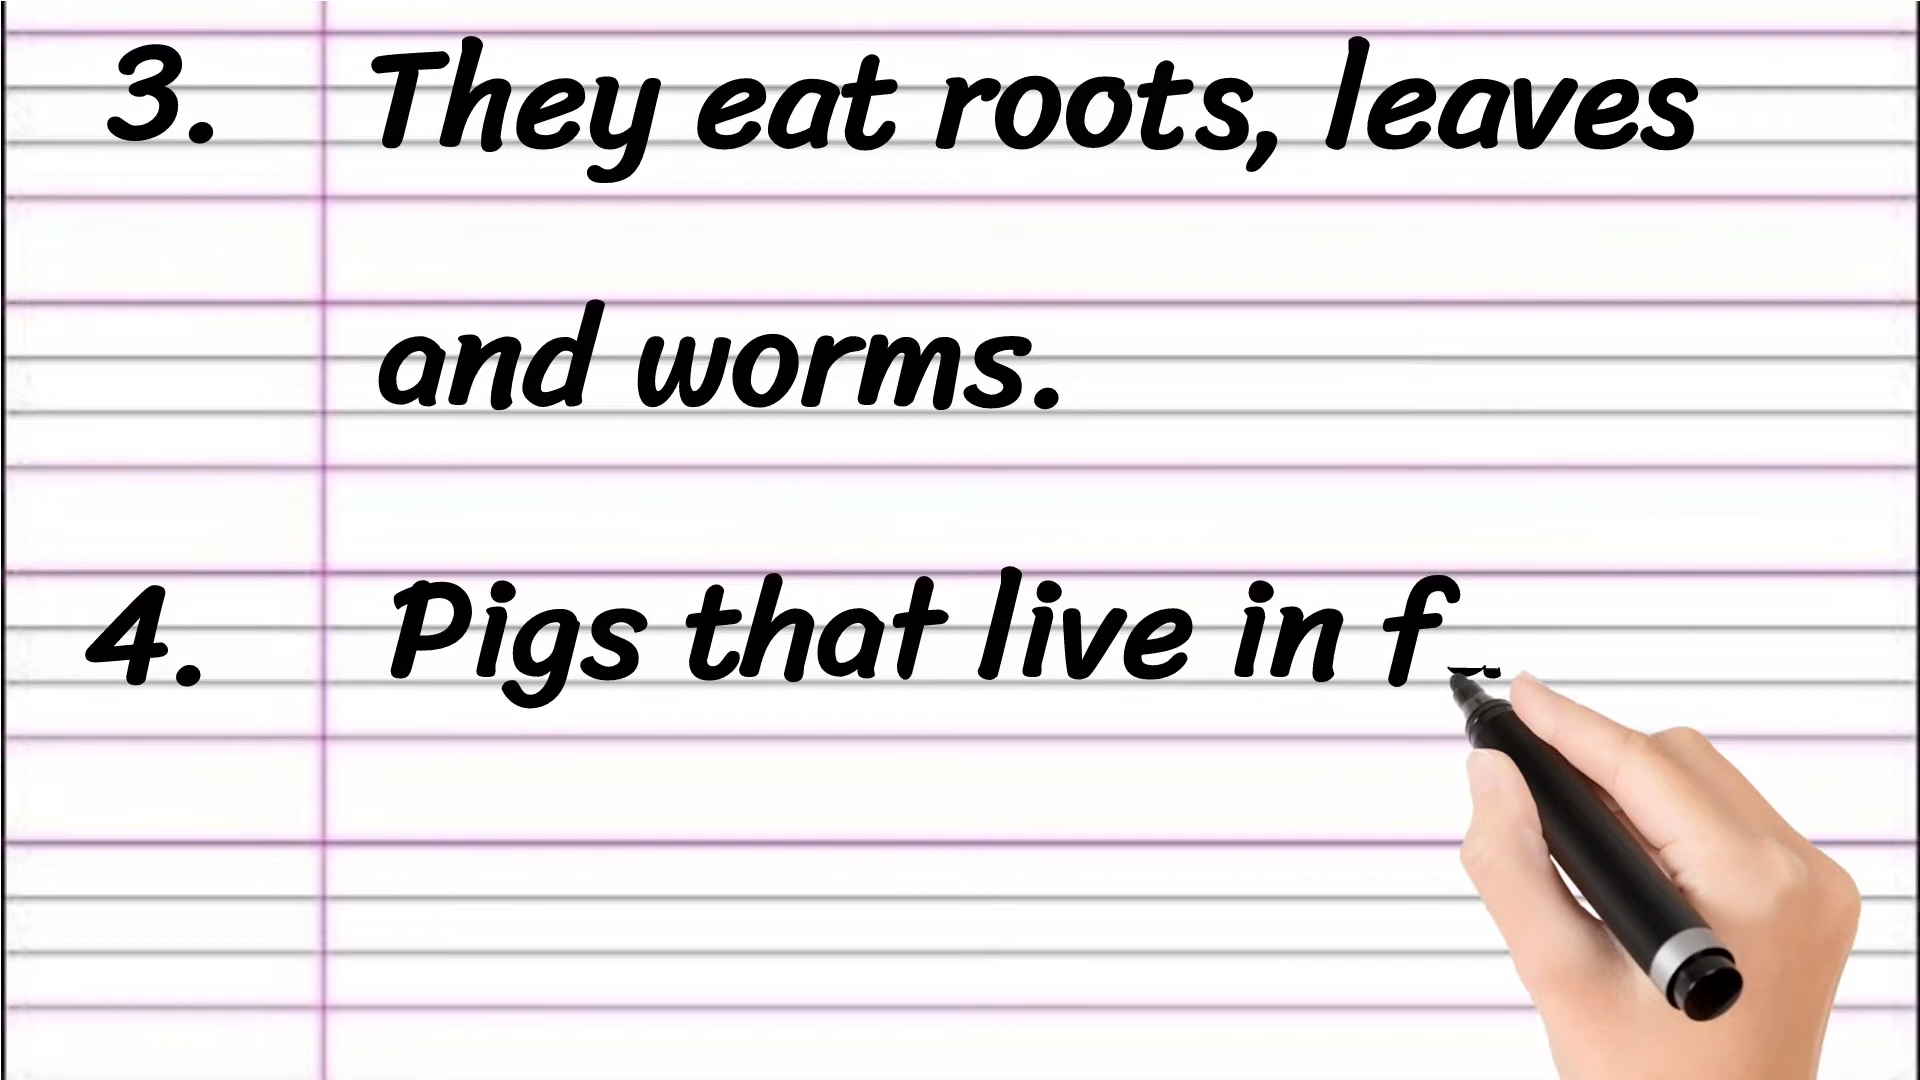 3. They eat roots, leaves
and worms.
4. Pigs that live in f